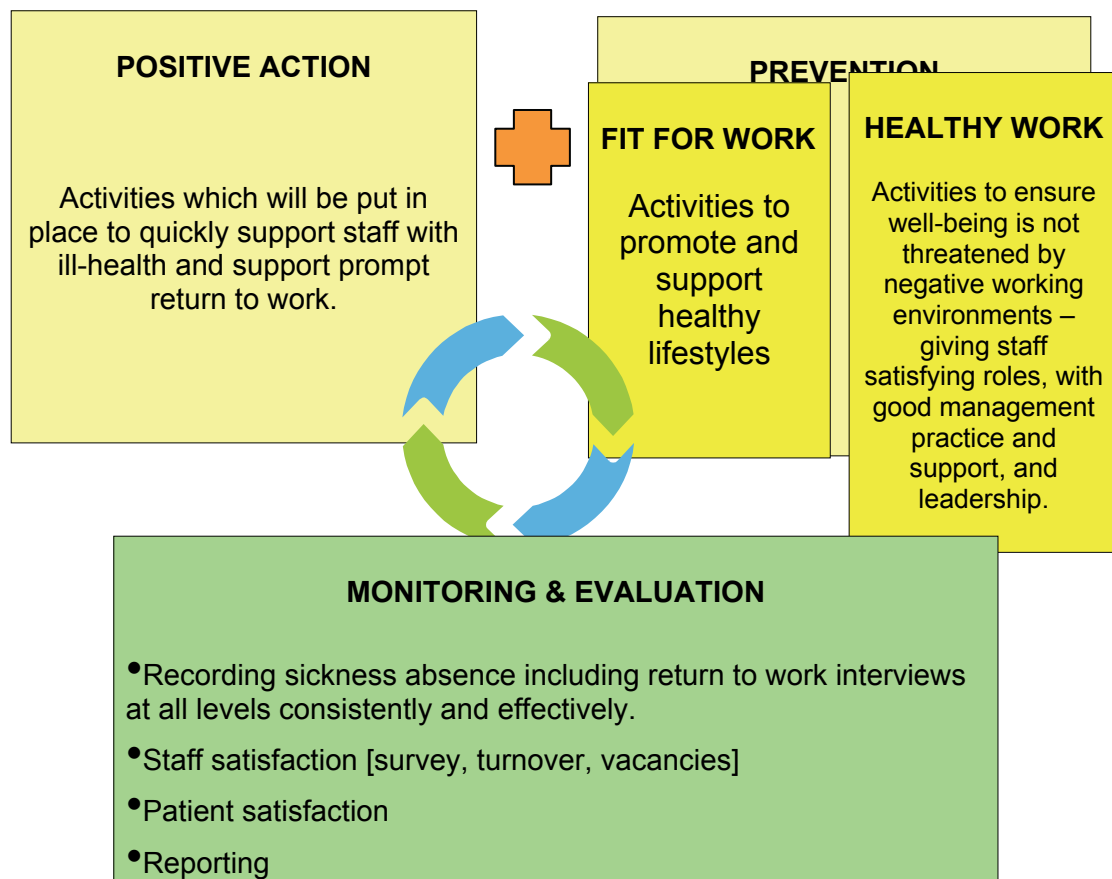 POSITIVE ACTION
Activities which will be put in
place to quickly support staff with
ill-health and support prompt
return to work.
PREVENTION
FIT FOR WORK
Activities to
promote and
support
healthy
lifestyles
HEALTHY WORK
Activities to ensure
well-being is not
threatened by
negative working
environments –
giving staff
satisfying roles, with
good management
practice and
support, and
leadership.
MONITORING & EVALUATION
•Recording sickness absence including return to work interviews
at all levels consistently and effectively.
•Staff satisfaction [survey, turnover, vacancies]
•Patient satisfaction
•Reporting